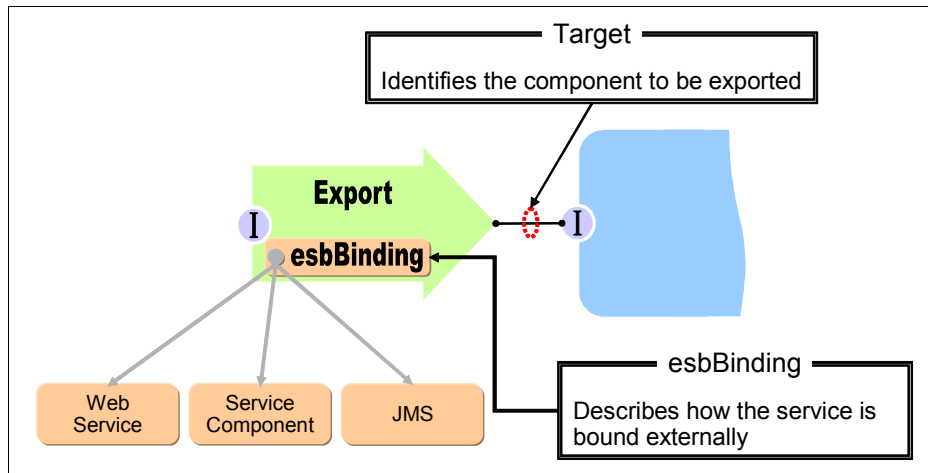 Target
Identifies the component to be exported
Export
I
I
esbBinding
esbBinding
Describes how the service is
bound externally
Web
Service
Service
Component
JMS